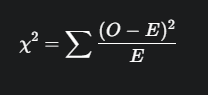 χ² = ∑ (O − E)² / E